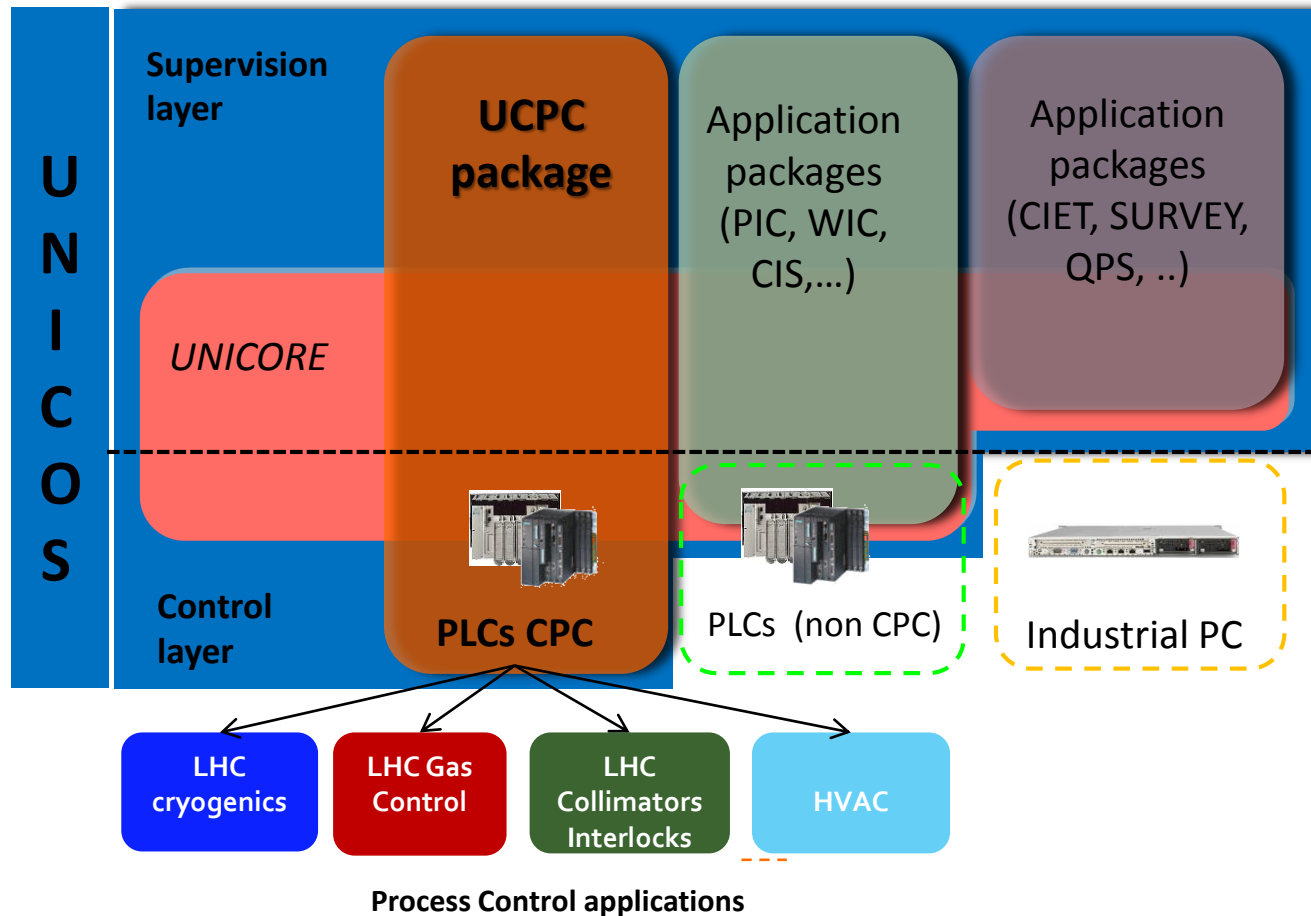 UNICOS
Supervision
layer
UCPC
package
Application
packages
(PIC, WIC,
CIS,…)
Application
packages
(CIET, SURVEY,
QPS, ..)
UNICORE
Control
layer
PLCs CPC
PLCs (non CPC)
Industrial PC
LHC
cryogenics
LHC Gas
Control
LHC
Collimators
Interlocks
HVAC
Process Control applications